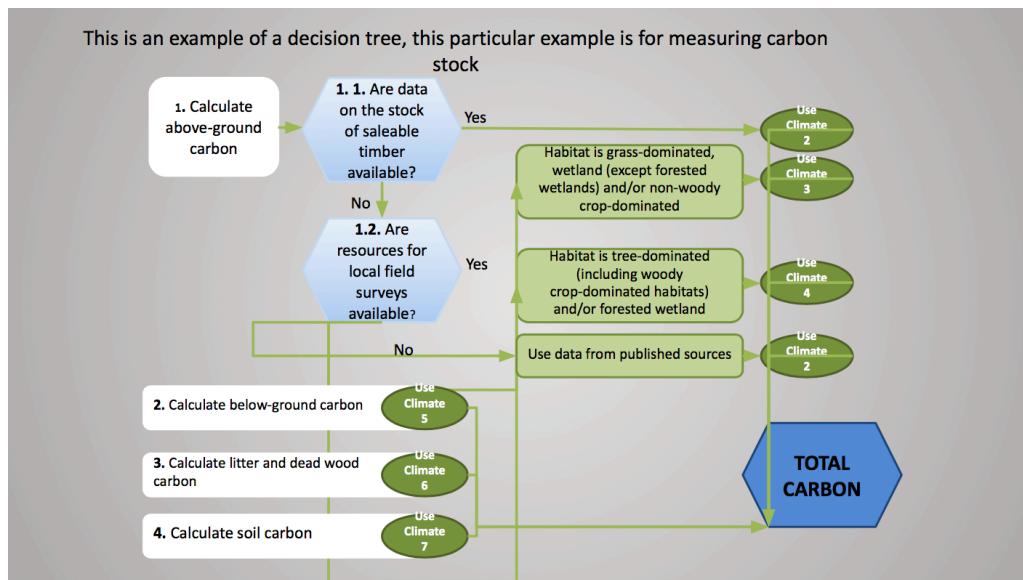 This is an example of a decision tree, this particular example is for measuring carbon
stock
1. Calculate
above-ground
carbon
1. 1. Are data
on the stock
of saleable
timber
available?
Yes
Use
Climate
2
Habitat is grass-dominated,
wetland (except forested
wetlands) and/or non-woody
crop-dominated
Use
Climate
3
No
1.2. Are
resources for
local field
surveys
available?
Yes
Habitat is tree-dominated
(including woody
crop-dominated habitats)
and/or forested wetland
Use
Climate
4
No
Use data from published sources
Use
Climate
2
2. Calculate below-ground carbon
Use
Climate
5
3. Calculate litter and dead wood
carbon
Use
Climate
6
4. Calculate soil carbon
Use
Climate
7
TOTAL
CARBON